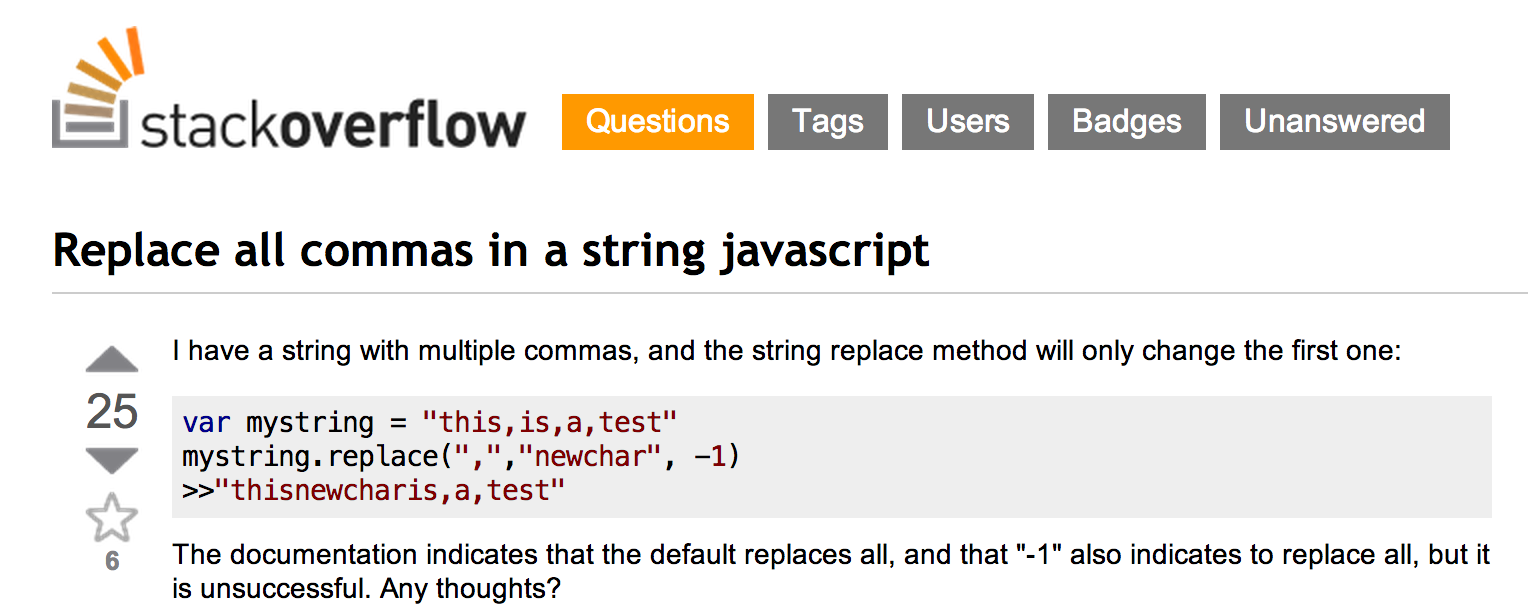 stackoverflow
Questions Tags Users Badges Unanswered
Replace all commas in a string javascript
I have a string with multiple commas, and the string replace method will only change the first one:
25
var mystring = "this,is,a,test"
mystring.replace(",","newchar", -1)
>>"thisnewcharis,a,test"
6
The documentation indicates that the default replaces all, and that "-1" also indicates to replace all, but it
is unsuccessful. Any thoughts?